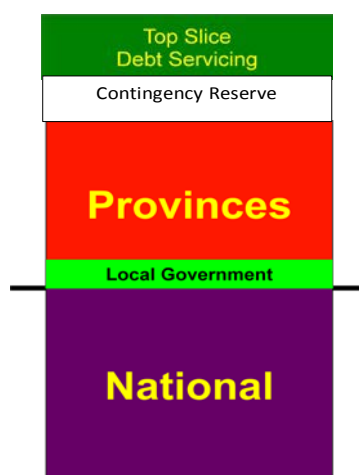 Top Slice
Debt Servicing
Contingency Reserve
Provinces
Local Government
National